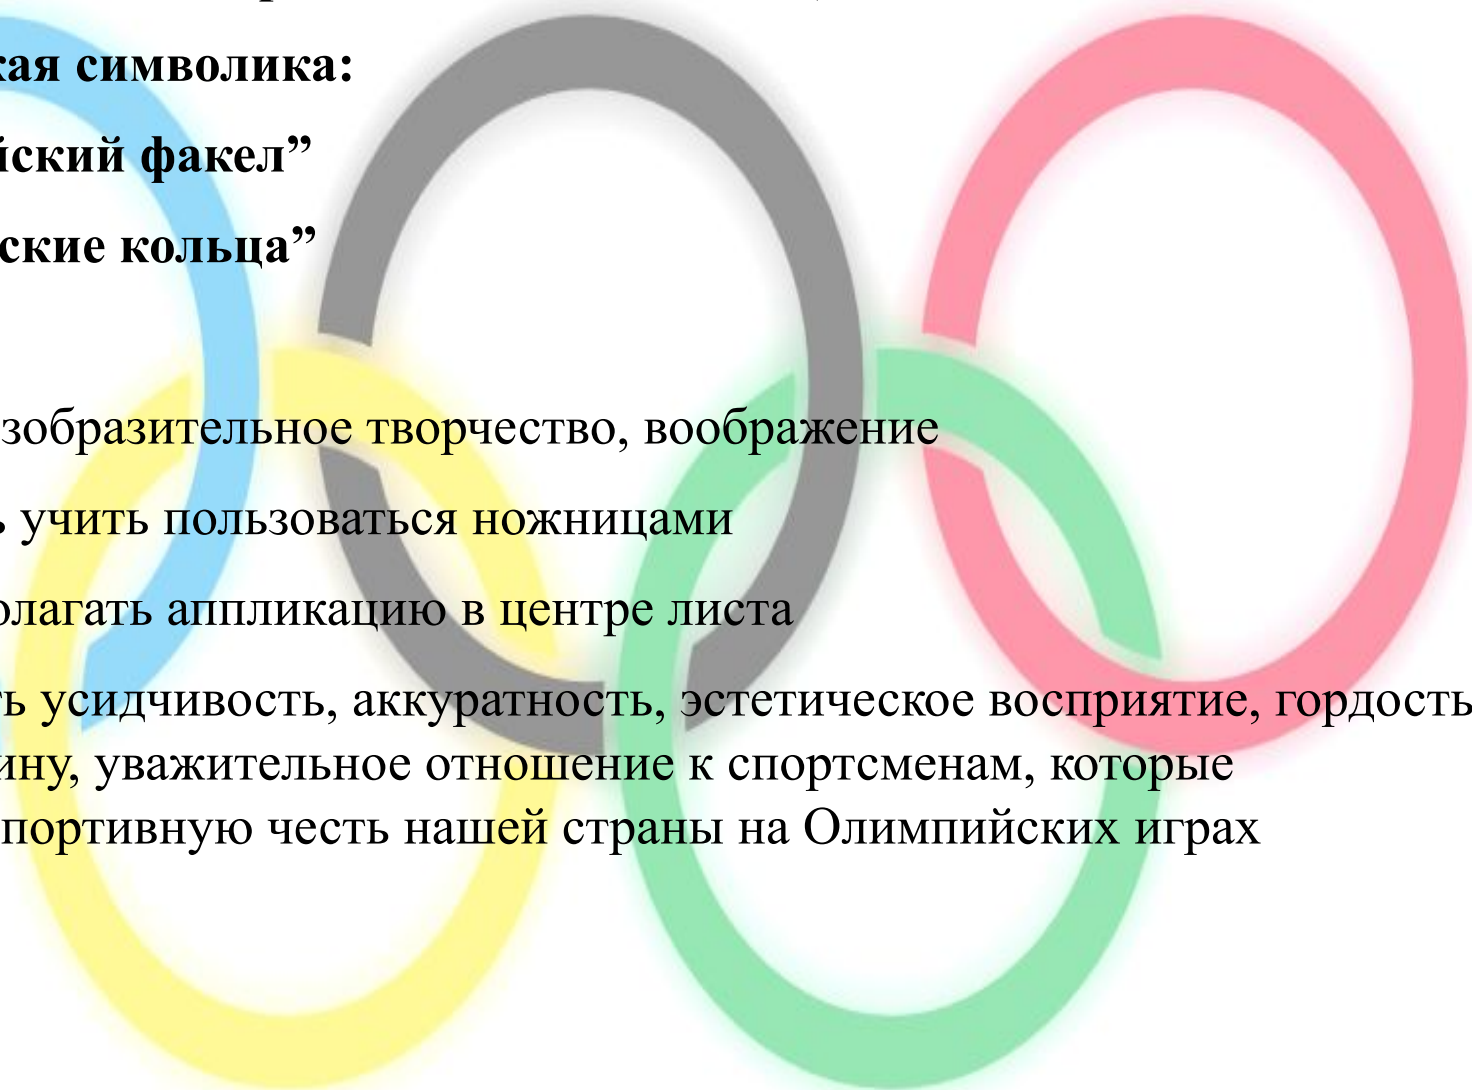 кая символика:
йский факел”
ские кольца”
зобразительное творчество, воображение
ь учить пользоваться ножницами
олагать аппликацию в центре листа
ть усидчивость, аккуратность, эстетическое восприятие, гордость
ину, уважительное отношение к спортсменам, которые
портивную честь нашей страны на Олимпийских играх